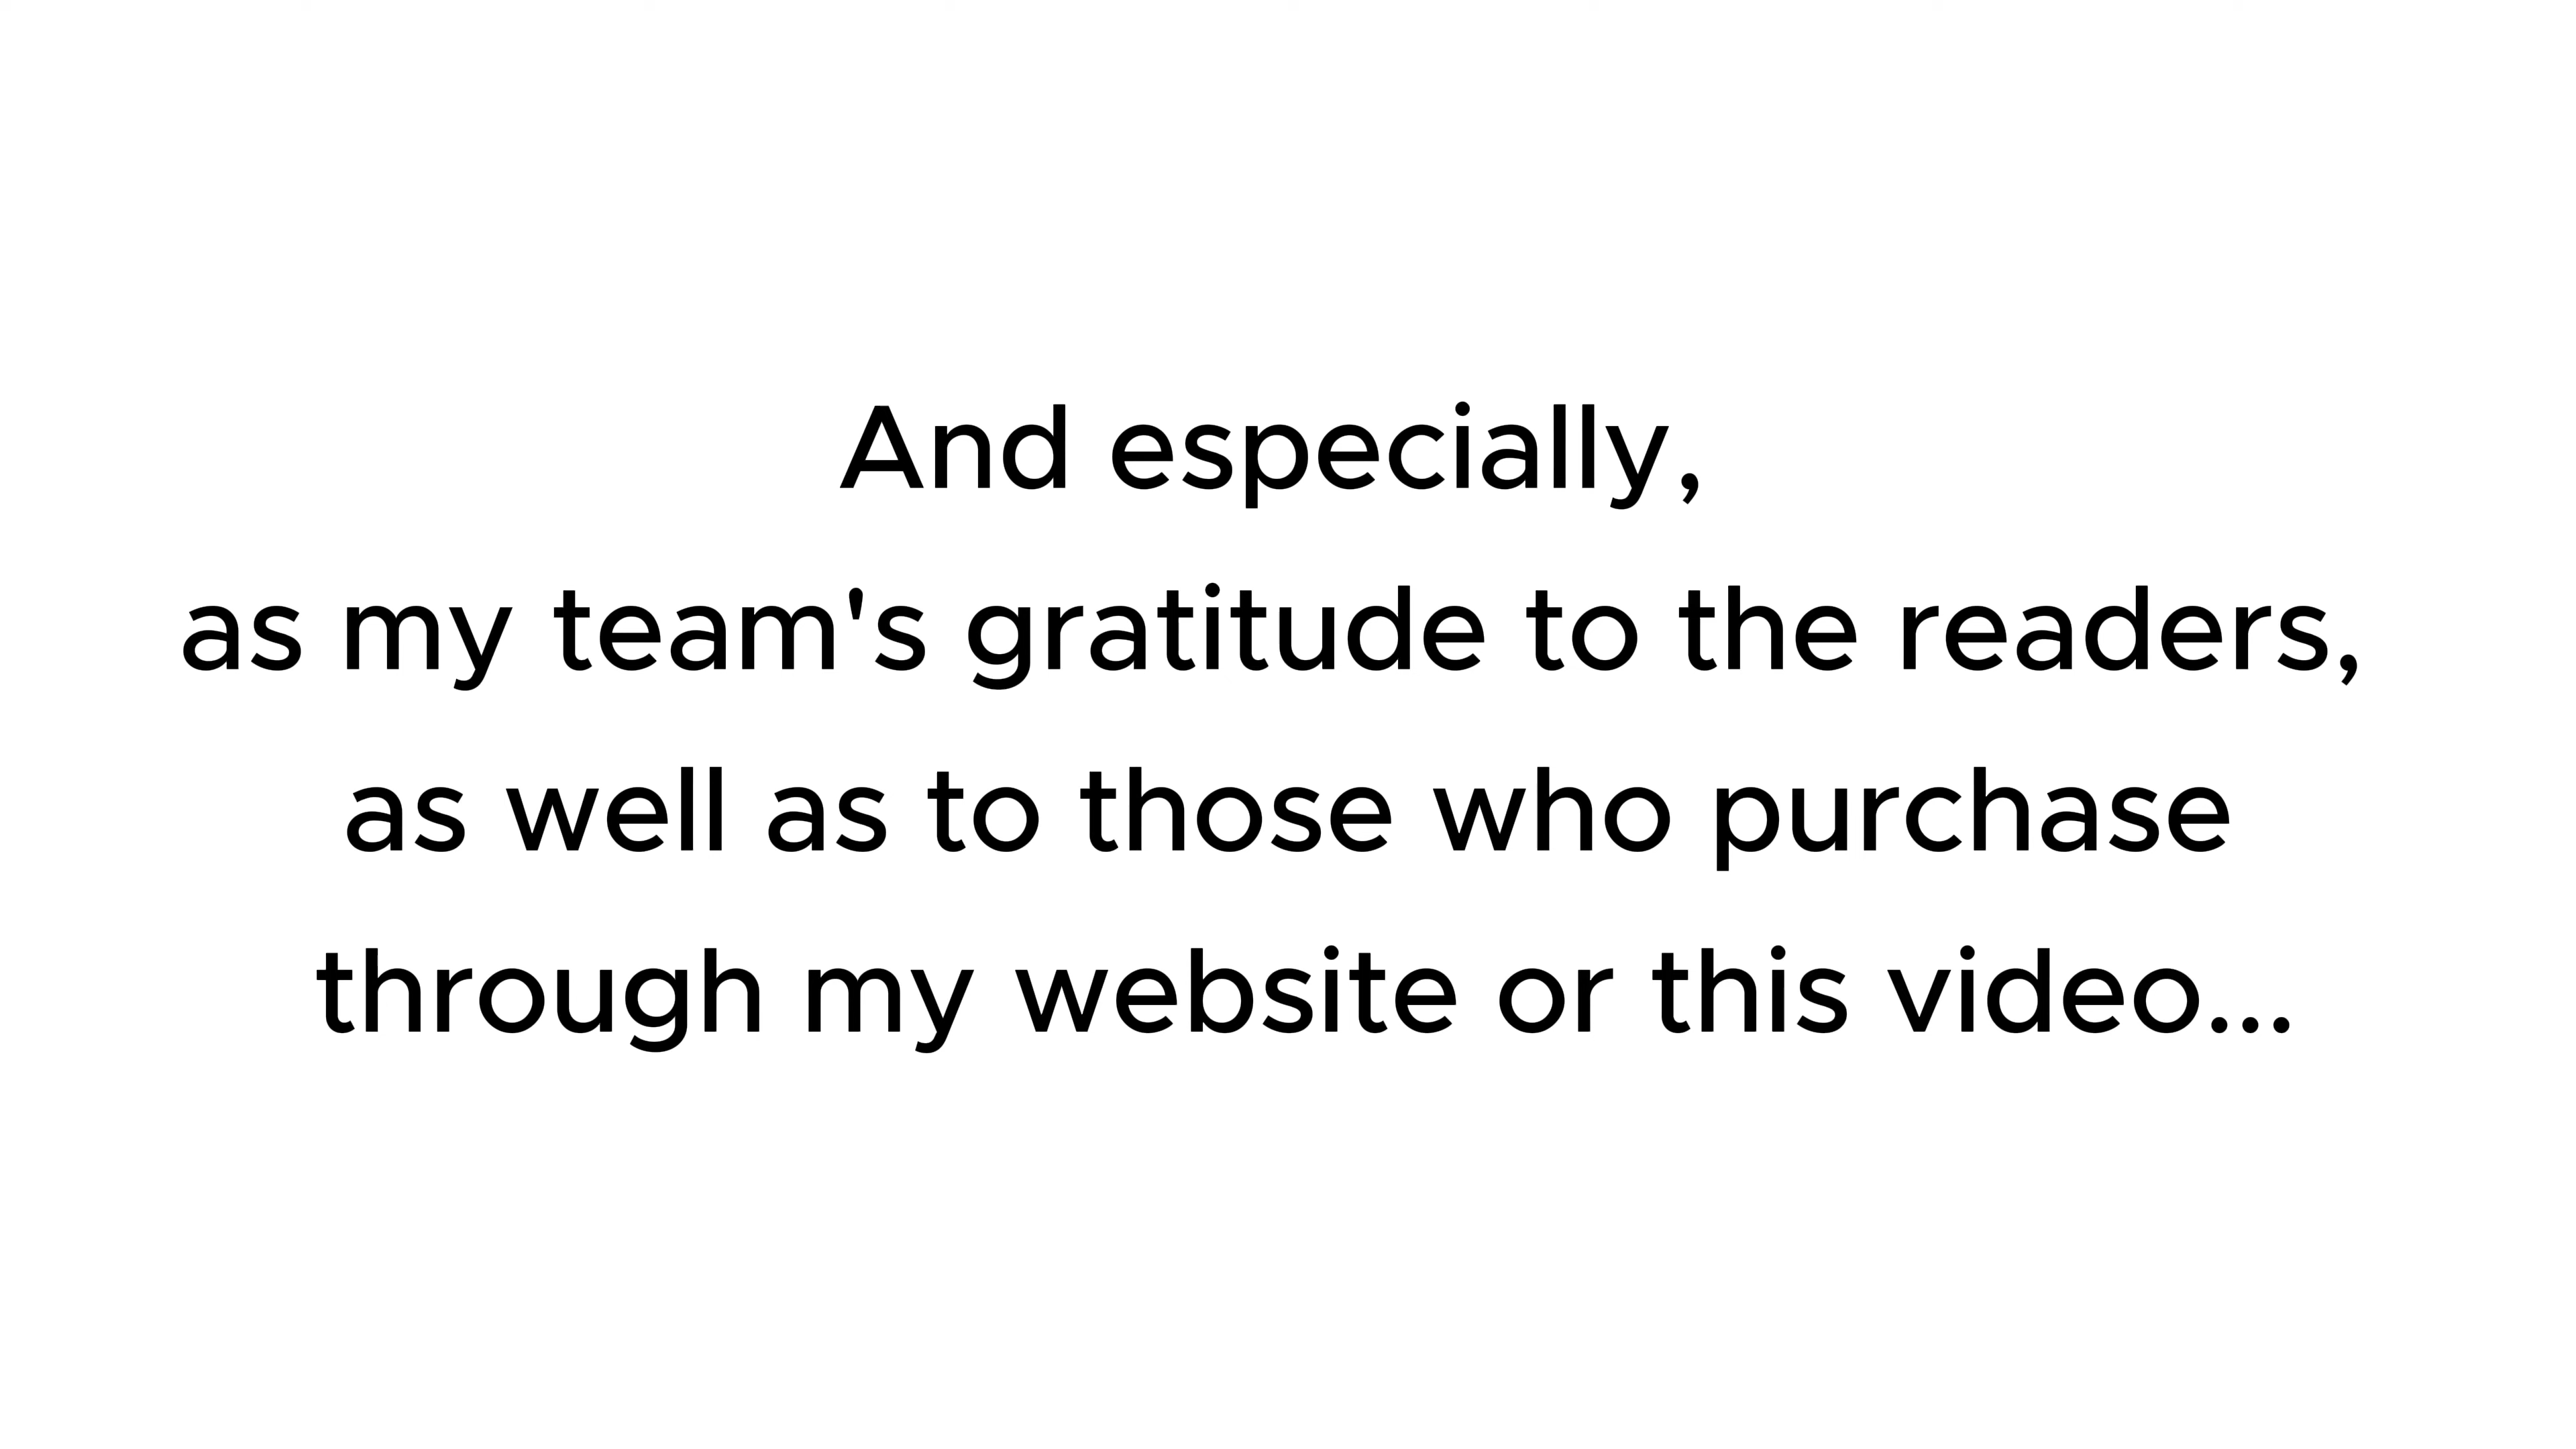 And especially,
as my team's gratitude to the readers,
as well as to those who purchase
through my website or this video...